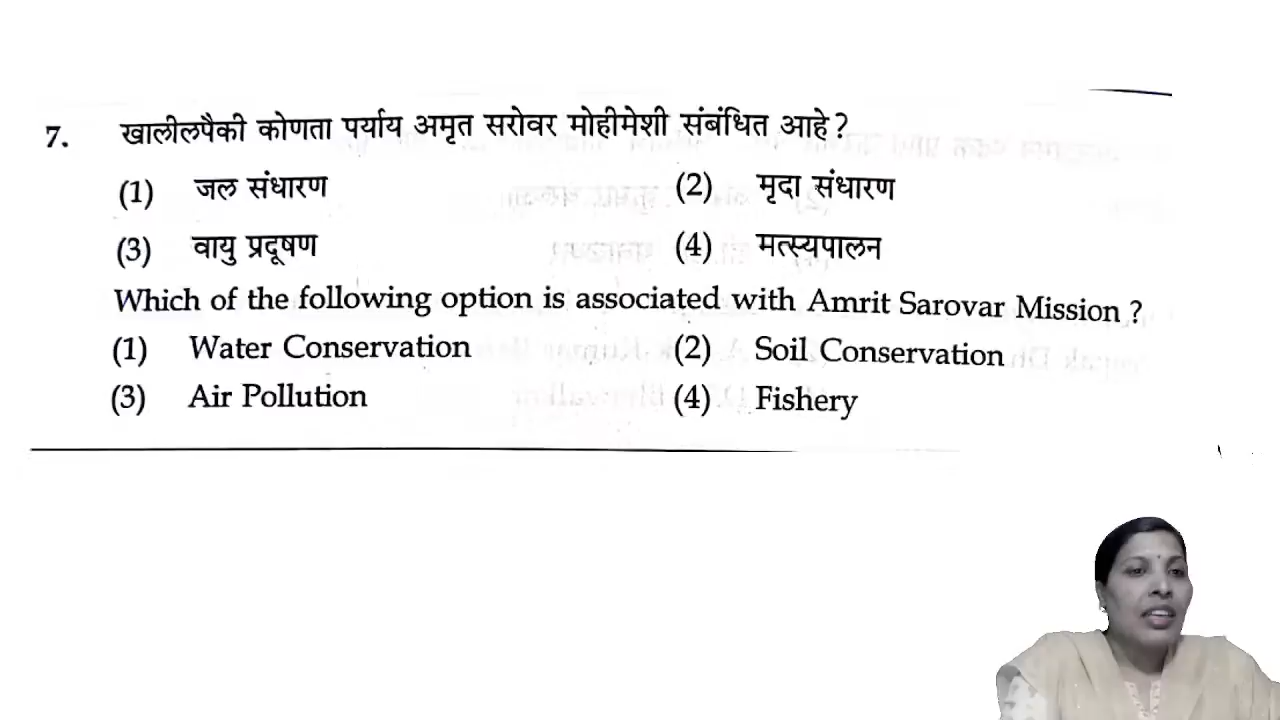 7. खालीलपैकी कोणता पर्याय अमृत सरोवर मोहीमेशी संबंधित आहे ?
(1) जल संधारण (2) मृदा संधारण
(3) वायु प्रदूषण (4) मत्स्यपालन
Which of the following option is associated with Amrit Sarovar Mission ?
(1) Water Conservation (2) Soil Conservation
(3) Air Pollution (4) Fishery